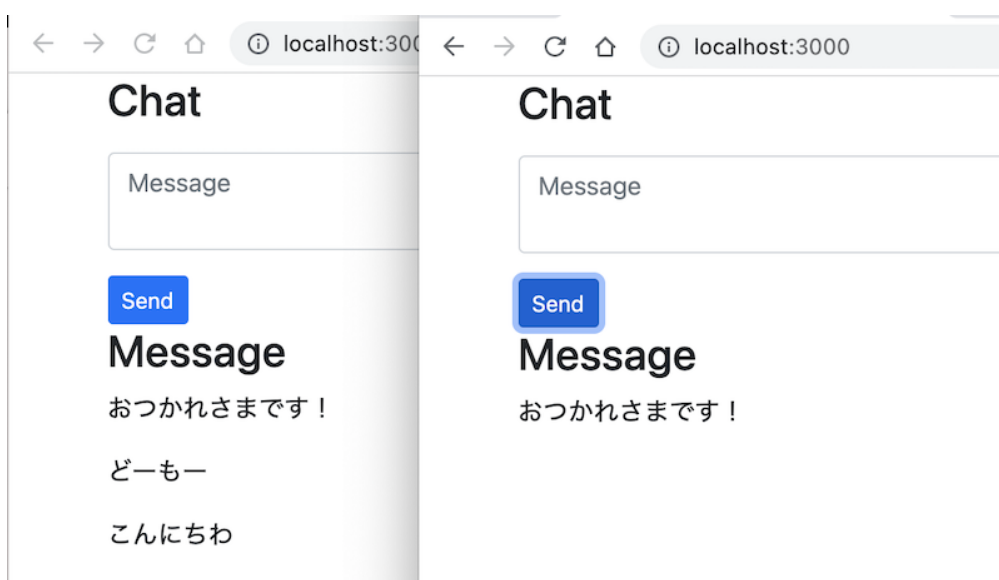 localhost:300
Chat
Message
Send
Message
おつかれさまです！
どーもー
こんにちわ
localhost:3000
Chat
Message
Send
Message
おつかれさまです！